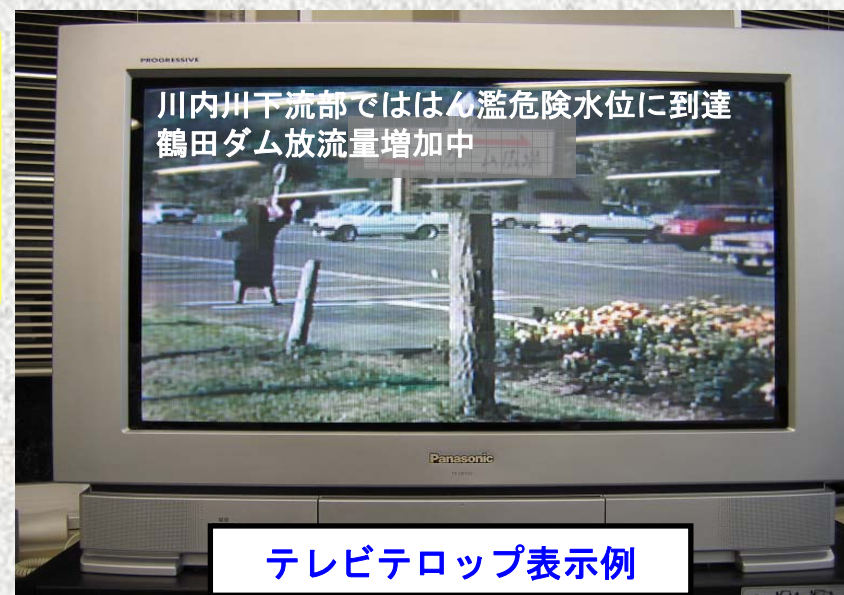 PROGRESSIVE
川内川下流部でははん濫危険水位に到達
鶴田ダム放流量増加中
Panasonic
テレビテロップ表示例